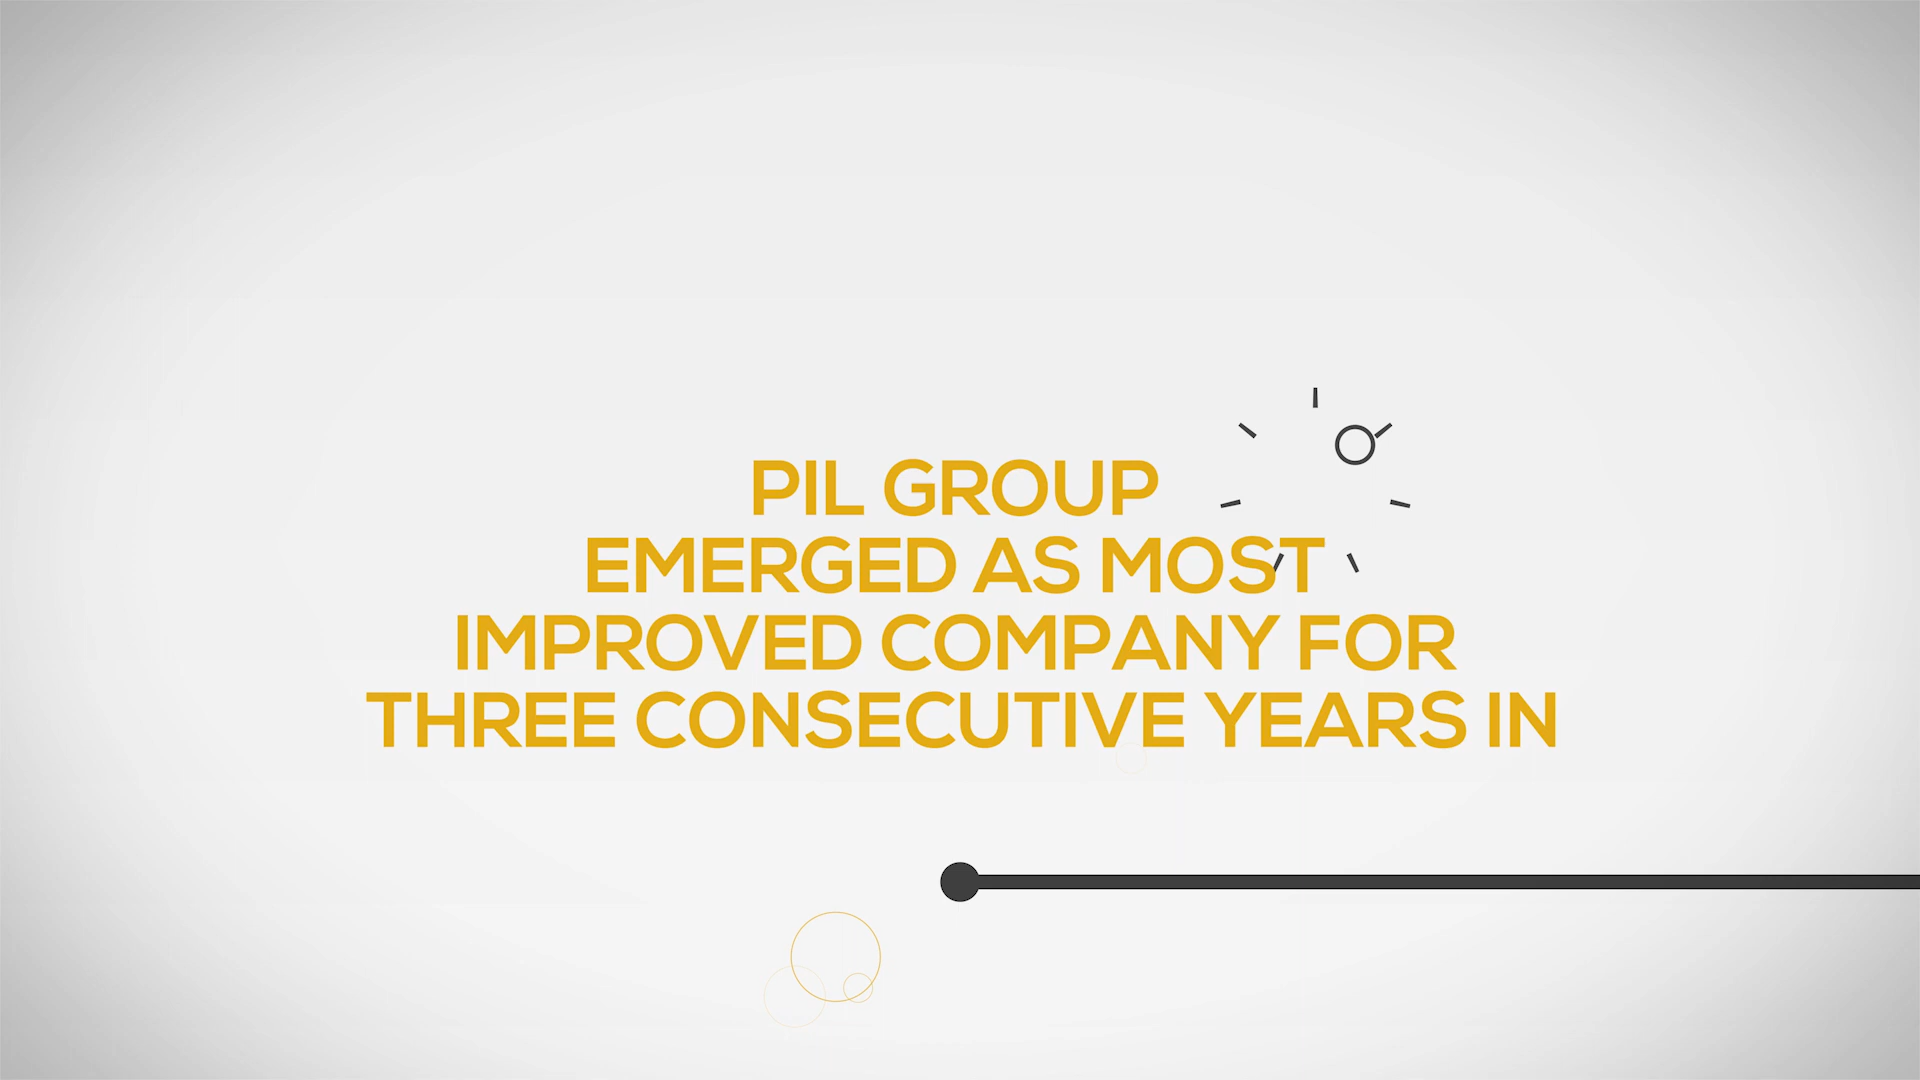 PIL GROUP
EMERGED AS MOST
IMPROVED COMPANY FOR
THREE CONSECUTIVE YEARS IN